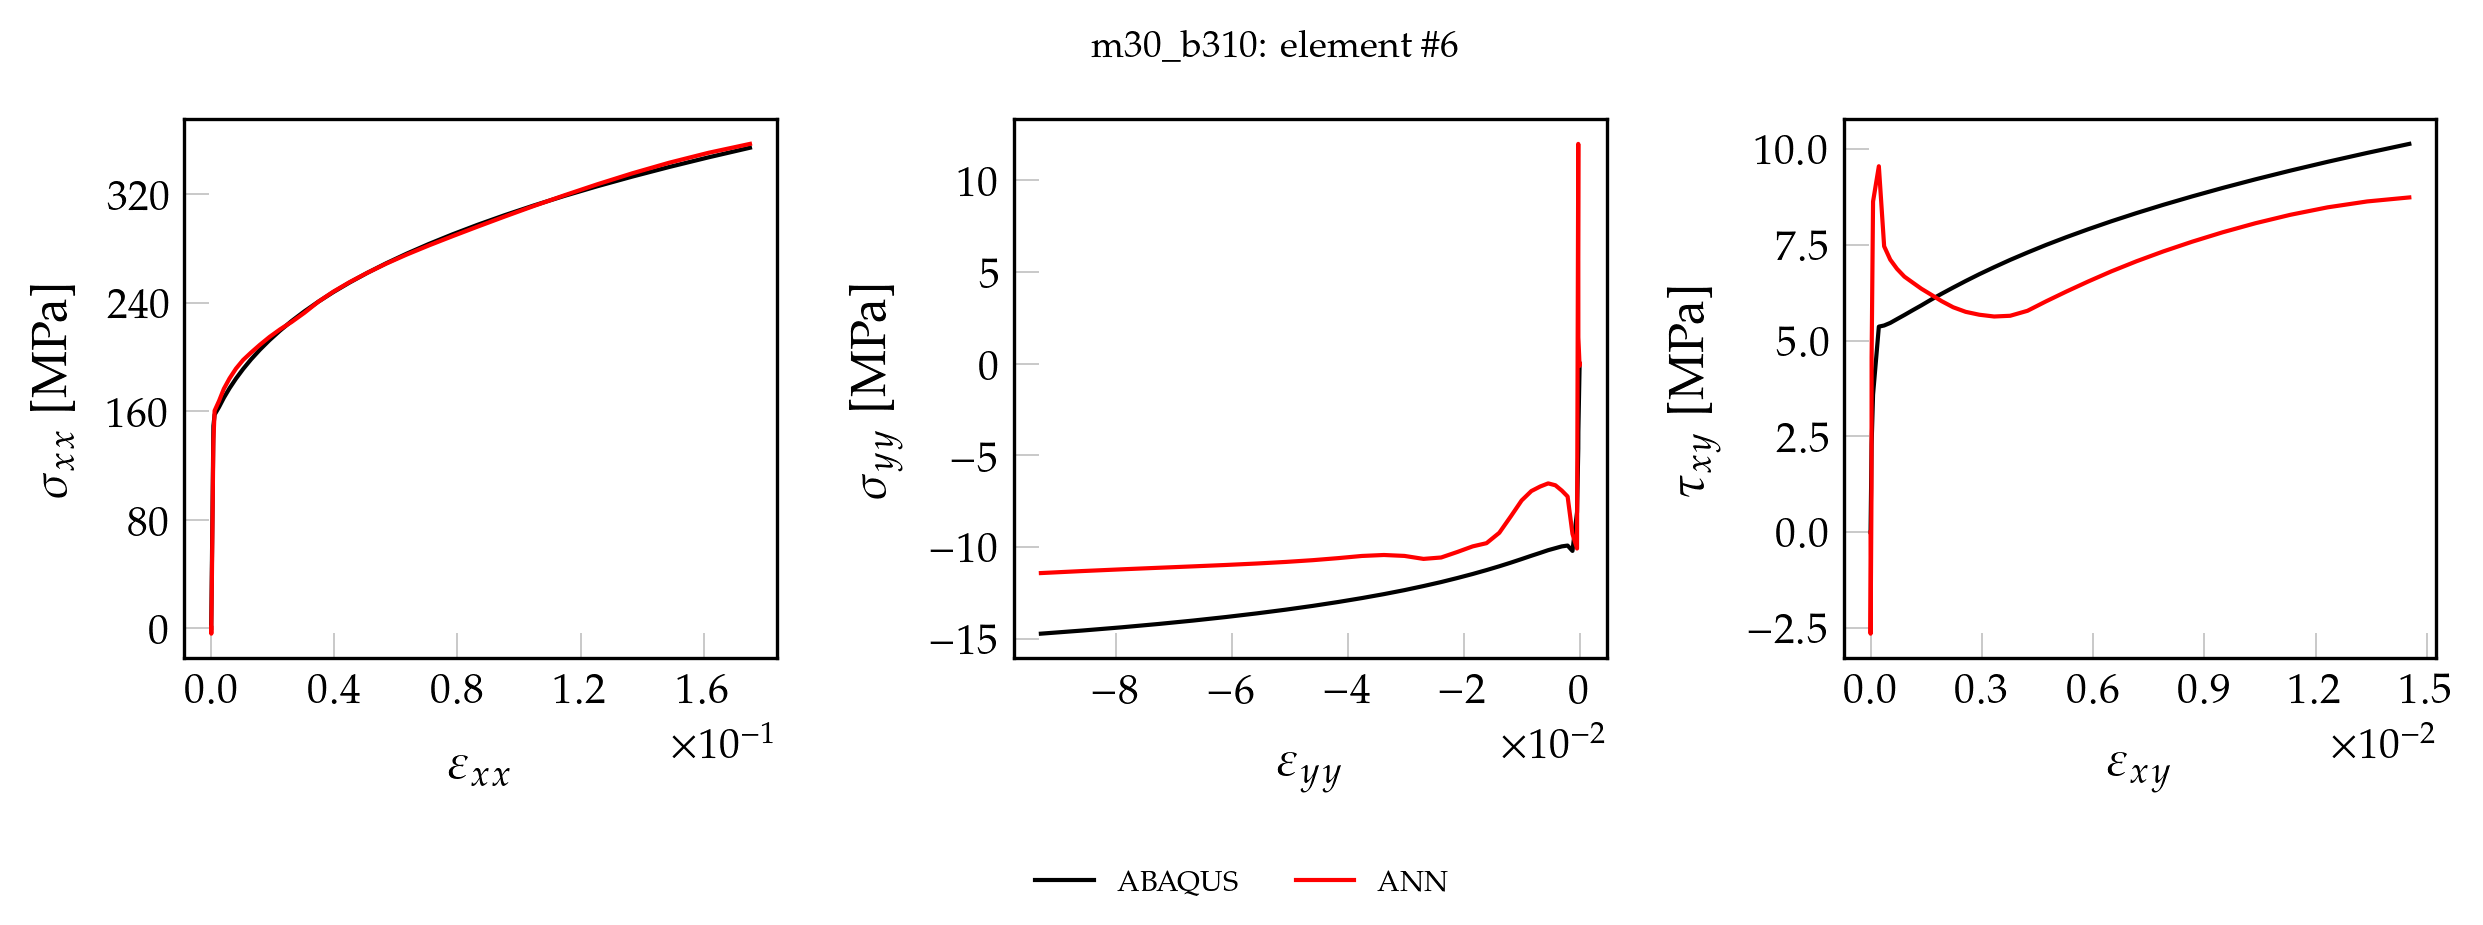 m30_b310: element #6
σxx [MPa]
320
240
160
80
0
0.0 0.4 0.8 1.2 1.6
×10−1
εxx
σyy [MPa]
10
5
0
−5
−10
−15
−8 −6 −4 −2 0
×10−2
εyy
τxy [MPa]
10.0
7.5
5.0
2.5
0.0
−2.5
0.0 0.3 0.6 0.9 1.2 1.5
×10−2
εxy
ABAQUS ANN